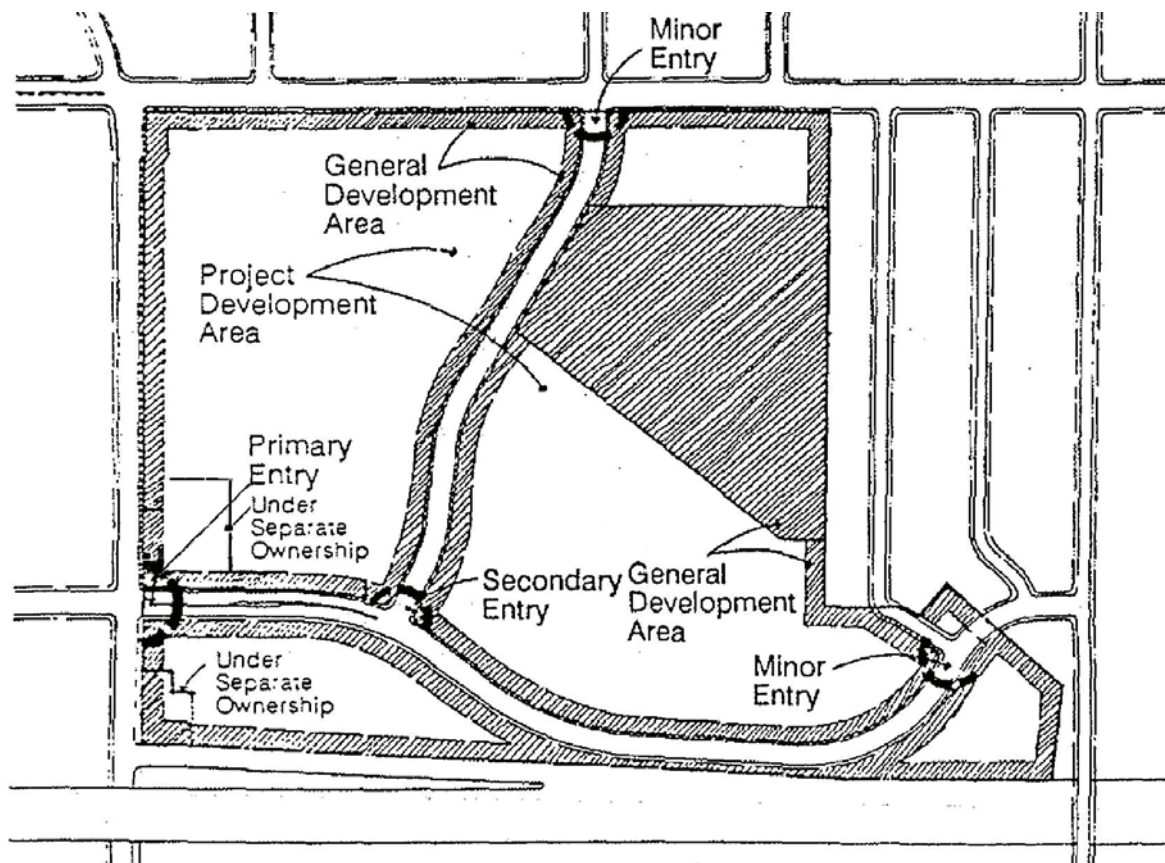 Minor
Entry
General
Development
Area
Project
Development
Area
Primary
Entry
Under
Separate
Ownership
Secondary
Entry
General
Development
Area
Under
Separate
Ownership
Minor
Entry